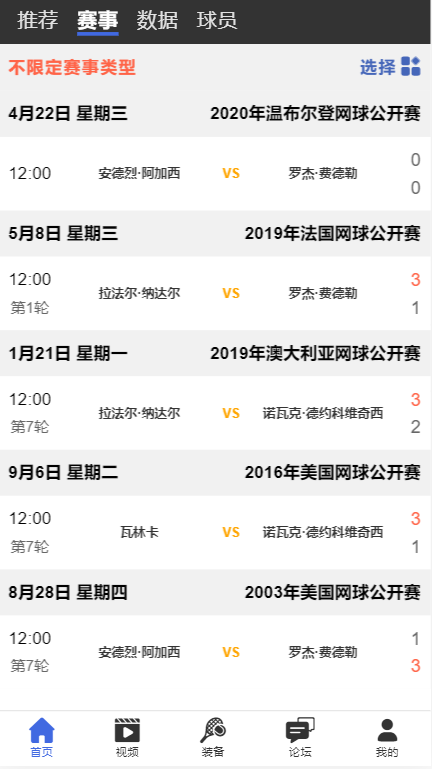 推荐 赛事 数据 球员
不限定赛事类型 选择
4月22日 星期三 2020年温布尔登网球公开赛
12:00 安德烈·阿加西 VS 罗杰·费德勒 0
0
5月8日 星期三 2019年法国网球公开赛
12:00 拉法尔·纳达尔 VS 罗杰·费德勒 3
第1轮 1
1月21日 星期一 2019年澳大利亚网球公开赛
12:00 拉法尔·纳达尔 VS 诺瓦克·德约科维奇西 3
第7轮 2
9月6日 星期二 2016年美国网球公开赛
12:00 瓦林卡 VS 诺瓦克·德约科维奇西 3
第7轮 1
8月28日 星期四 2003年美国网球公开赛
12:00 安德烈·阿加西 VS 罗杰·费德勒 1
第7轮 3
首页 视频 装备 论坛 我的